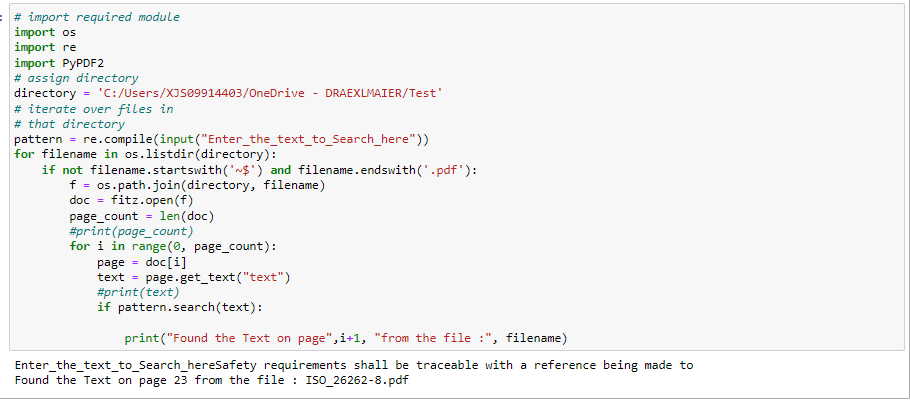 :
# import required module
import os
import re
import PyPDF2
# assign directory
directory = 'C:/Users/XJS09914403/OneDrive - DRAEXLMAIER/Test'
# iterate over files in
# that directory
pattern = re.compile(input("Enter_the_text_to_Search_here"))
for filename in os.listdir(directory):
    if not filename.startswith('~$') and filename.endswith('.pdf'):
        f = os.path.join(directory, filename)
        doc = fitz.open(f)
        page_count = len(doc)
        #print(page_count)
        for i in range(0, page_count):
            page = doc[i]
            text = page.get_text("text")
            #print(text)
            if pattern.search(text):
                print("Found the Text on page",i+1, "from the file :", filename)
Enter_the_text_to_Search_hereSafety requirements shall be traceable with a reference being made to
Found the Text on page 23 from the file : ISO_26262-8.pdf